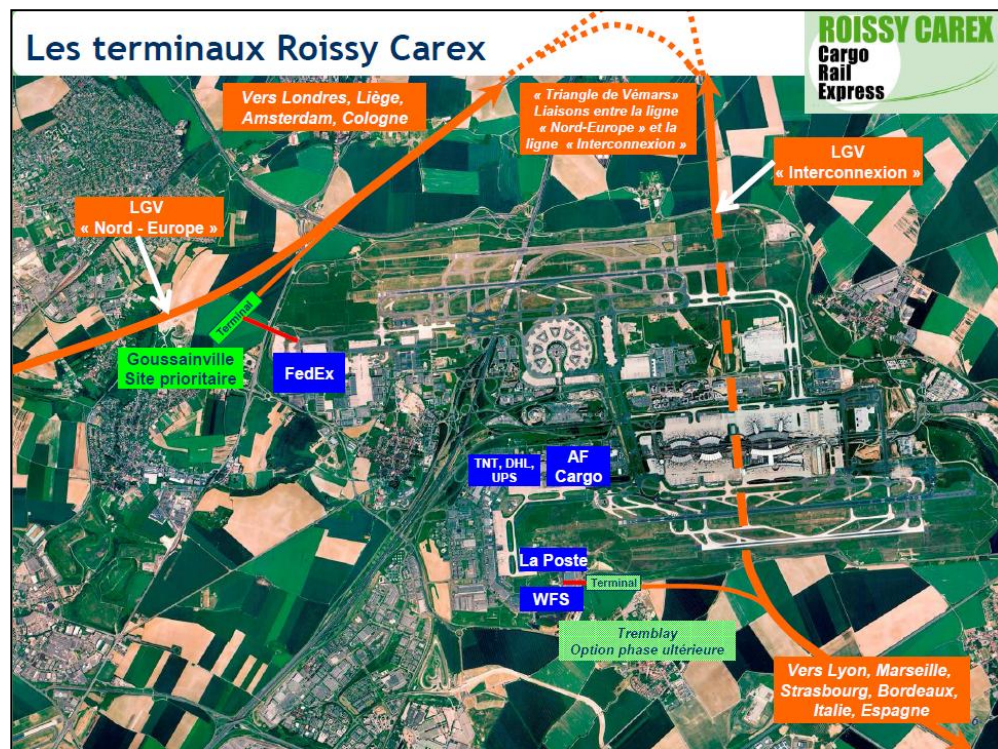 Les terminaux Roissy Carex
ROISSY CAREX
Cargo
Rail
Express
Vers Londres, Liège,
Amsterdam, Cologne
« Triangle de Vémars»
Liaisons entre la ligne
« Nord-Europe » et la
ligne « Interconnexion »
LGV
« Interconnexion »
LGV
« Nord - Europe »
Terminal
Goussainville
Site prioritaire
FedEx
TNT, DHL,
UPS
AF
Cargo
La Poste
Terminal
WFS
Tremblay
Option phase ultérieure
Vers Lyon, Marseille,
Strasbourg, Bordeaux,
Italie, Espagne